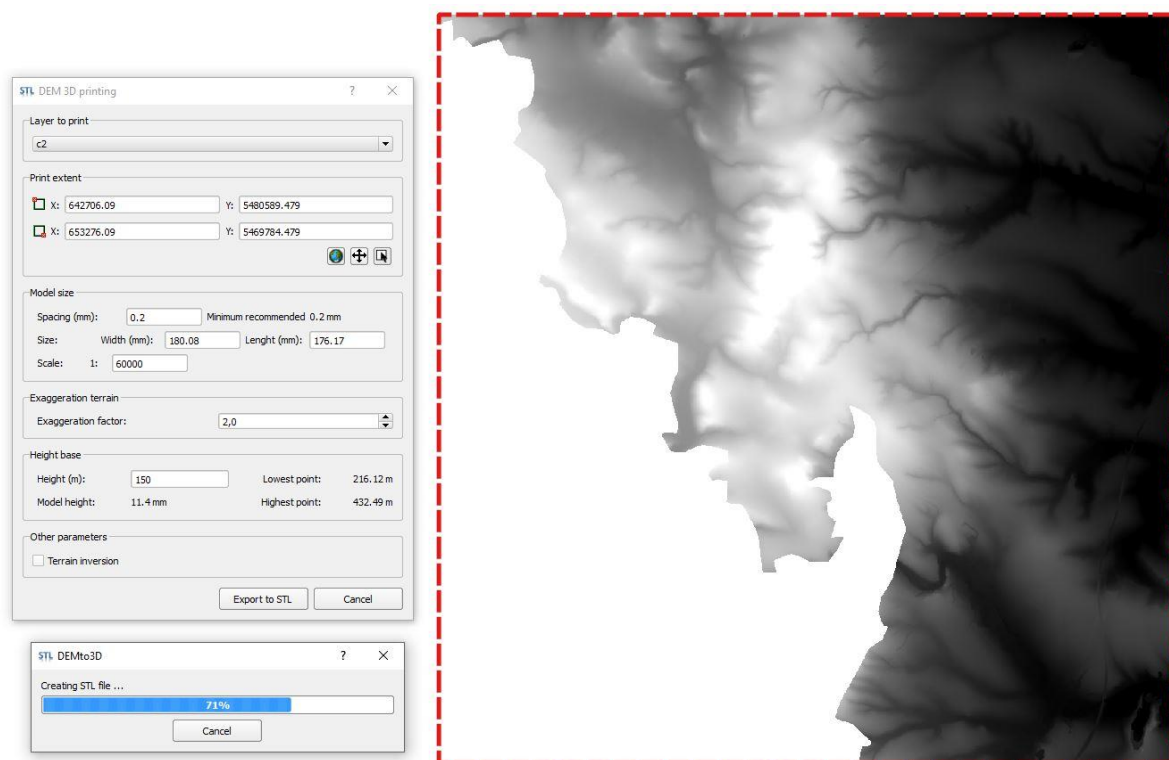 STL DEM 3D printing ? ×
Layer to print
c2
Print extent
X: 642706.09 Y: 5480589.479
X: 653276.09 Y: 5469784.479
Model size
Spacing (mm): 0.2 Minimum recommended 0.2 mm
Size: Width (mm): 180.08 Lenght (mm): 176.17
Scale: 1: 60000
Exaggeration terrain
Exaggeration factor: 2,0
Height base
Height (m): 150 Lowest point: 216.12 m
Model height: 11.4 mm Highest point: 432.49 m
Other parameters
Terrain inversion
Export to STL Cancel
STL DEMto3D ? ×
Creating STL file ...
71%
Cancel